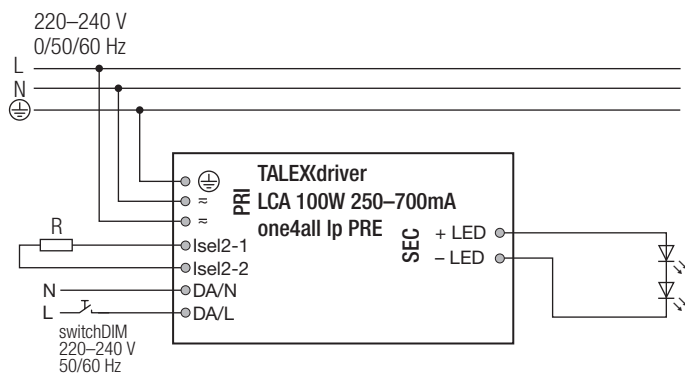 220–240 V
0/50/60 Hz
L
N
TALEXXdriver
LCA 100W 250–700mA
one4all lp PRE
PRI
≂
≂
SEC
+ LED
– LED
R
Isel2-1
Isel2-2
N
DA/N
L
DA/L
switchDIM
220–240 V
50/60 Hz